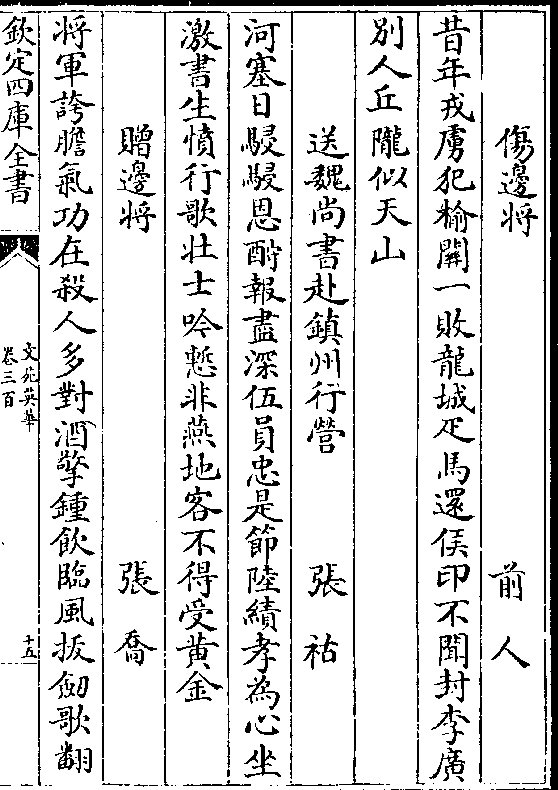 傷邊將 前人
昔年戎虜犯榆關一敗龍城疋馬還侯印不聞封李廣
別人丘隴似天山
送魏尚書赴鎮州行營 張祜
河塞日駸駸恩酧報盡深伍員忠是節陸績孝為心坐
激書生憤行歌壯士吟慙非燕地客不得受黄金
贈邊將 張喬
將軍誇膽氣功在殺人多對酒擎鍾飲臨風拔劒歌翻
欽定四庫全書
文苑英華
卷三百
十五